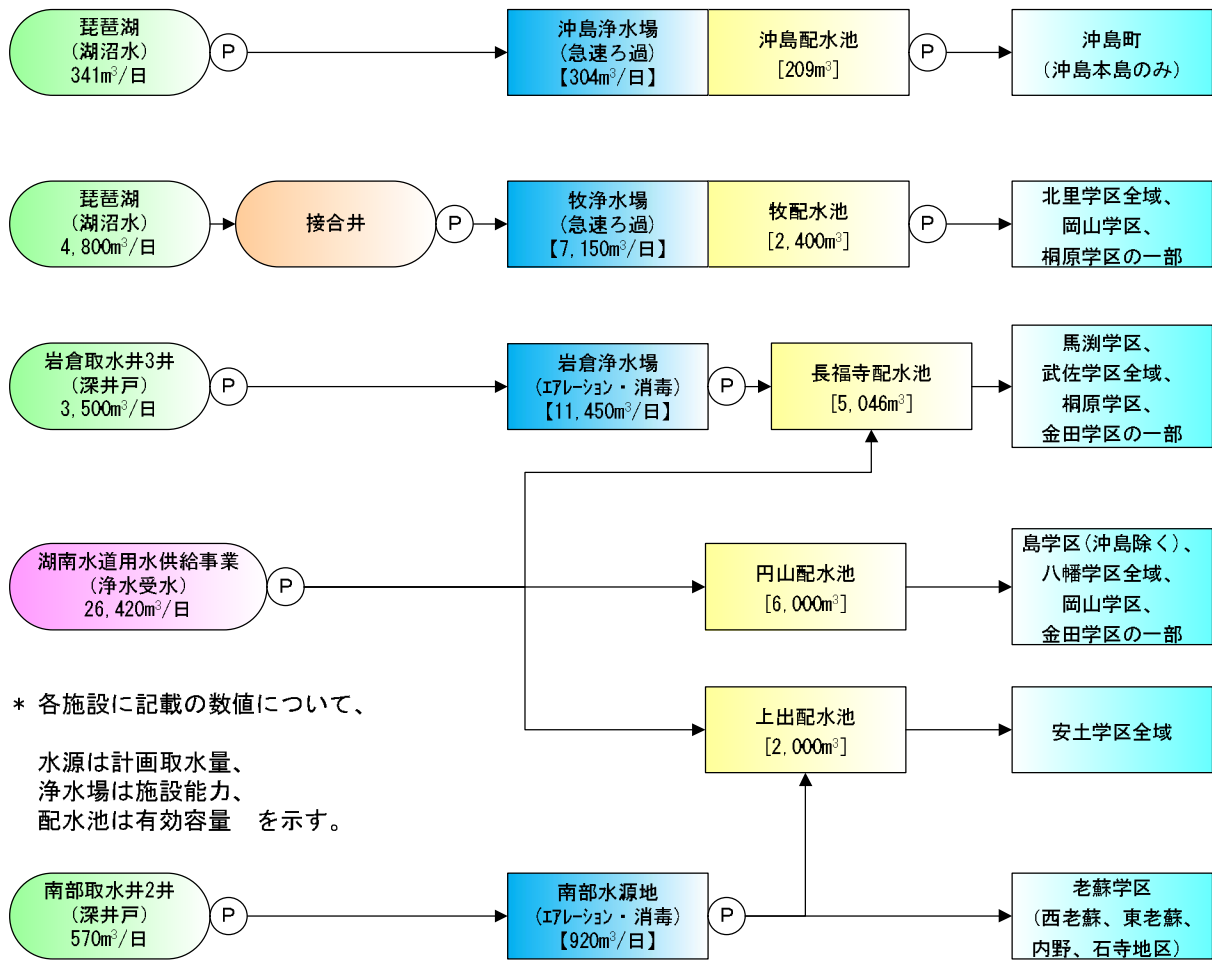 琵琶湖
(湖沼水)
341m³/日
P
沖島浄水場
(急速ろ過)
【304m³/日】
沖島配水池
[209m³]
P
沖島町
(沖島本島のみ)
琵琶湖
(湖沼水)
4,800m³/日
接合井
P
牧浄水場
(急速ろ過)
【7,150m³/日】
牧配水池
[2,400m³]
P
北里学区全域、
岡山学区、
桐原学区の一部
岩倉取水井3井
(深井戸)
3,500m³/日
P
岩倉浄水場
(ｴｱﾚｰｼｮﾝ・消毒)
【11,450m³/日】
P
長福寺配水池
[5,046m³]
馬渕学区、
武佐学区全域、
桐原学区、
金田学区の一部
湖南水道用水供給事業
(浄水受水)
26,420m³/日
P
円山配水池
[6,000m³]
島学区(沖島除く)、
八幡学区全域、
岡山学区、
金田学区の一部
上出配水池
[2,000m³]
安土学区全域
* 各施設に記載の数値について、
水源は計画取水量、
浄水場は施設能力、
配水池は有効容量　を示す。
南部取水井2井
(深井戸)
570m³/日
P
南部水源地
(ｴｱﾚｰｼｮﾝ・消毒)
【920m³/日】
P
老蘇学区
(西老蘇、東老蘇、
内野、石寺地区)